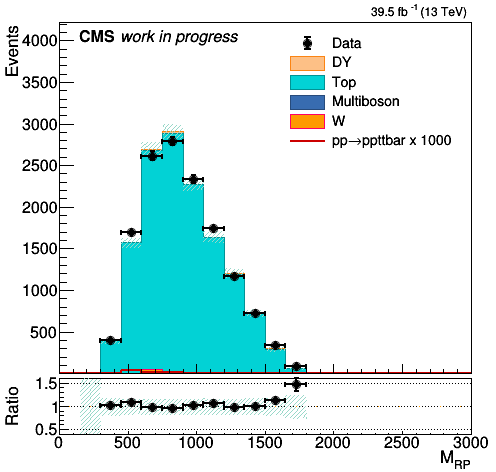 39.5 fb⁻¹ (13 TeV)
CMS work in progress
Events
4000
3500
3000
2500
2000
1500
1000
500
Data
DY
Top
Multiboson
W
pp→ppttbar x 1000
Ratio
1.5
1
0.5
0 500 1000 1500 2000 2500 3000
M_RP